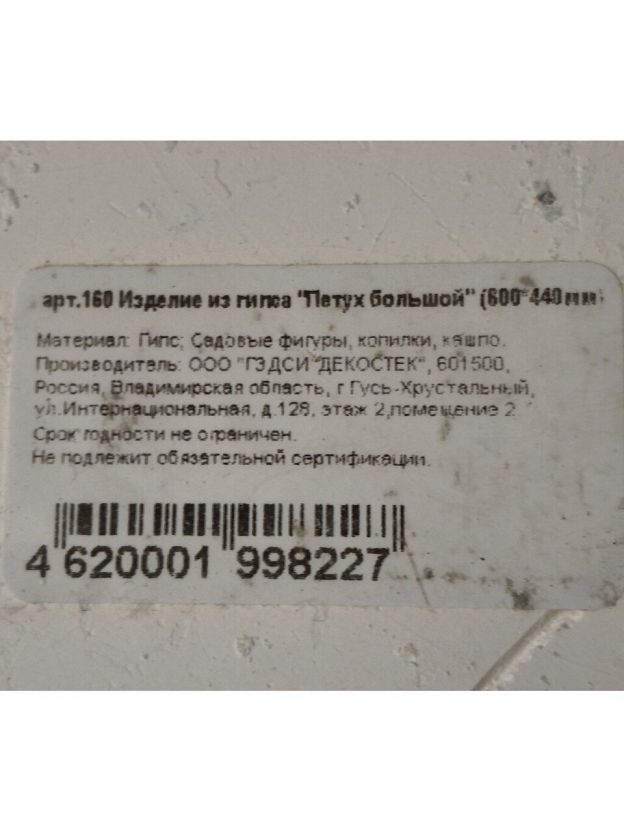 арт.160 Изделие из гипса "Петух большой" (600*440мм)
Материал: Гипс; Садовые фигуры, копилки, кашпо.
Производитель: ООО "ГЭДСИ "ДЕКОСТЕК", 601500,
Россия, Владимирская область, г.Гусь-Хрустальный,
ул.Интернациональная, д.128, этаж 2,помещение 2
Срок годности не ограничен.
Не подлежит обязательной сертификации.
4 620001 998227